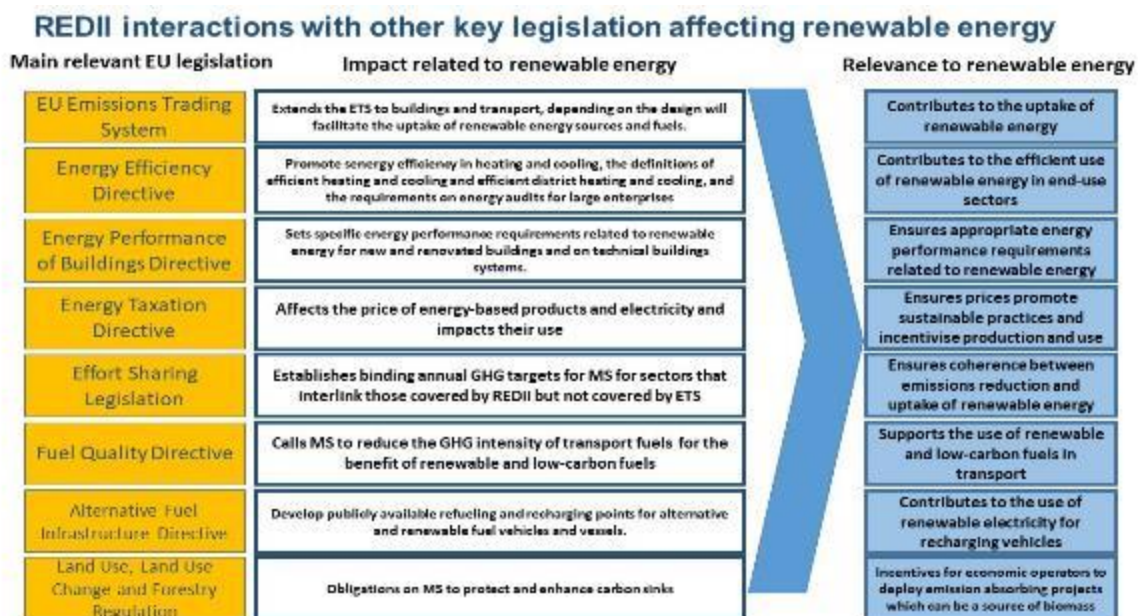 REDII interactions with other key legislation affecting renewable energy
Main relevant EU legislation
Impact related to renewable energy
Relevance to renewable energy
EU Emissions Trading
System
Extends the ETS to buildings and transport, depending on the design will
facilitate the uptake of renewable energy sources and fuels.
Contributes to the uptake of
renewable energy
Energy Efficiency
Directive
Promote senergy efficiency in heating and cooling, the definitions of
efficient heating and cooling and efficient district heating and cooling, and
the requirements on energy audits for large enterprises
Contributes to the efficient use
of renewable energy in end-use
sectors
Energy Performance
of Buildings Directive
Sets specific energy performance requirements related to renewable
energy for new and renovated buildings and on technical buildings
systems.
Ensures appropriate energy
performance requirements
related to renewable energy
Energy Taxation
Directive
Affects the price of energy-based products and electricity and
impacts their use
Ensures prices promote
sustainable practices and
incentivise production and use
Effort Sharing
Legislation
Establishes binding annual GHG targets for MS for sectors that
interlink those covered by REDII but not covered by ETS
Ensures coherence between
emissions reduction and
uptake of renewable energy
Fuel Quality Directive
Calls MS to reduce the GHG intensity of transport fuels for the
benefit of renewable and low-carbon fuels
Supports the use of renewable
and low-carbon fuels in
transport
Alternative Fuel
Infrastructure Directive
Develop publicly available refueling and recharging points for alternative
and renewable fuel vehicles and vessels.
Contributes to the use of
renewable electricity for
recharging vehicles
Land Use, Land Use
Change and Forestry
Regulation
Obligations on MS to protect and enhance carbon sinks
Incentives for economic operators to
deploy emission absorbing projects
which can be a source of biomass